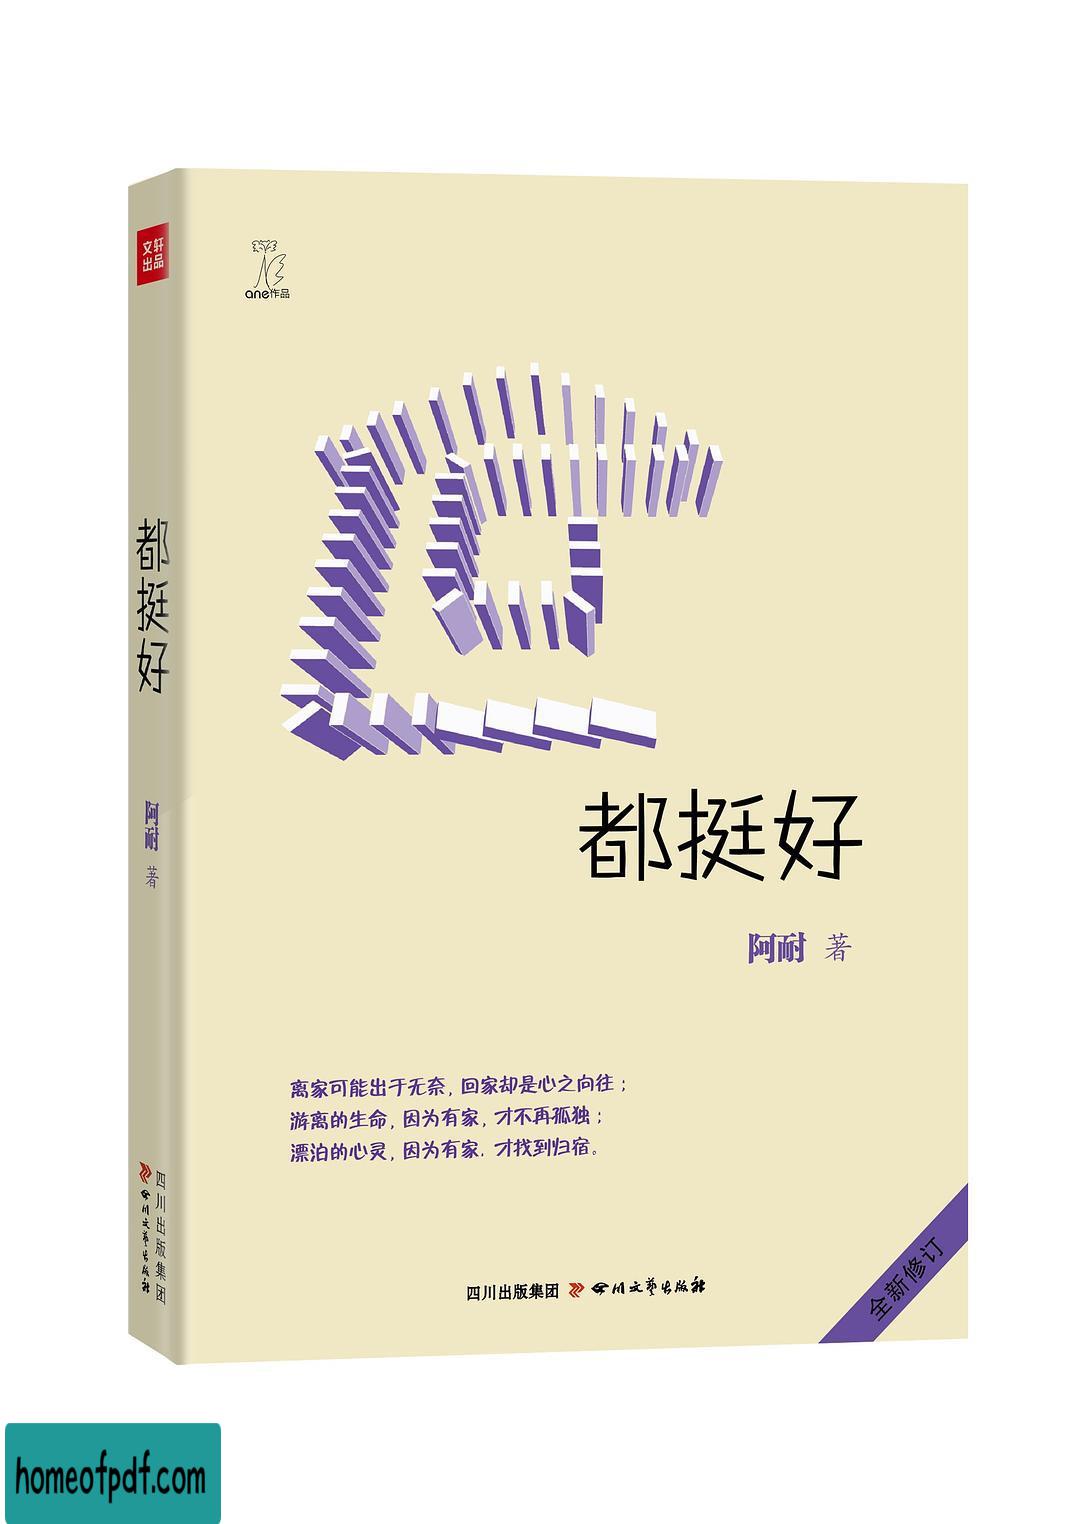 文轩
出品
都挺好
阿耐 著
四川出版集团
四川文艺出版社
ane作品
都挺好
阿耐 著
离家可能出于无奈，回家却是心之向往；
游离的生命，因为有家，才不再孤独；
漂泊的心灵，因为有家．才找到归宿。
四川出版集团 四川文艺出版社
全新修订
homeofpdf.com